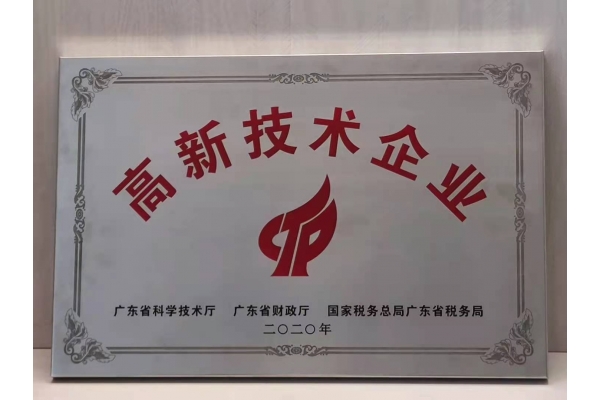 高新技术企业
CTP
广东省科学技术厅 广东省财政厅 国家税务总局广东省税务局
二〇二〇年